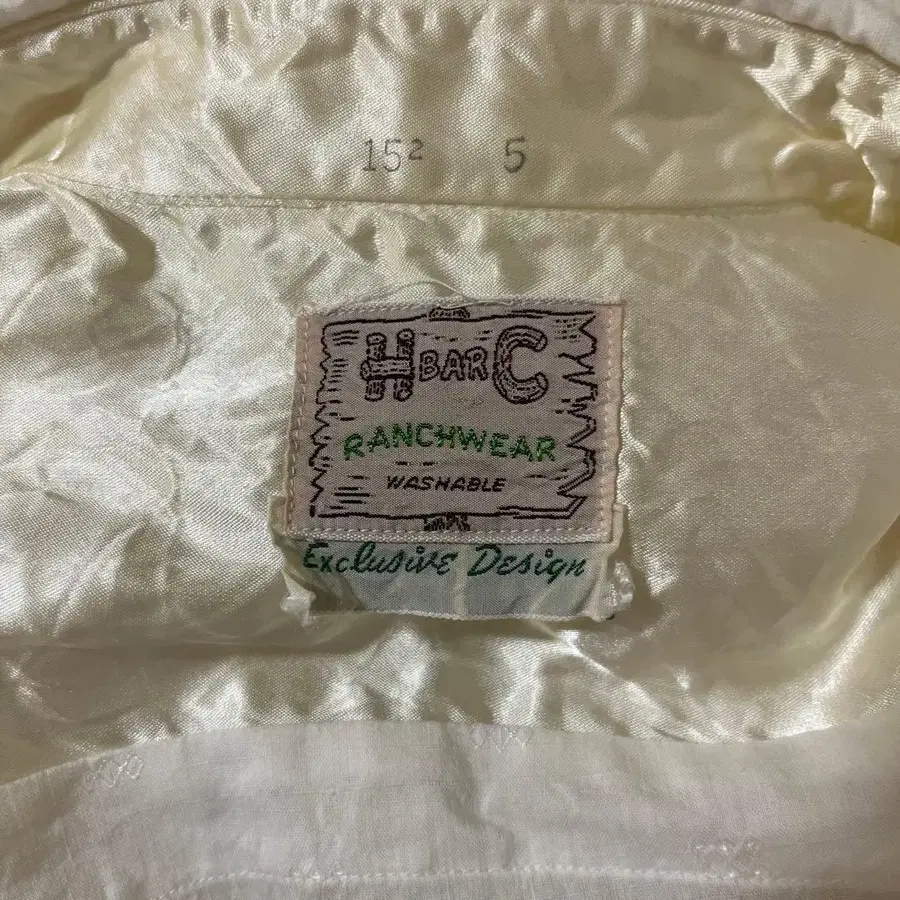 15² 5
H BAR C
RANCHWEAR
WASHABLE
Exclusive Design